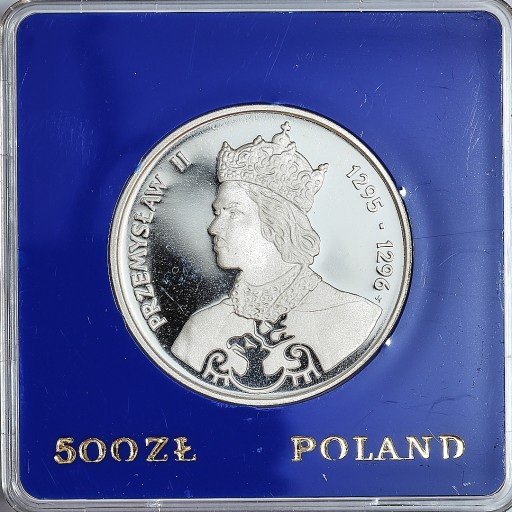 PRZEMYSŁAW II
1295 - 1296
500ZŁ POLAND